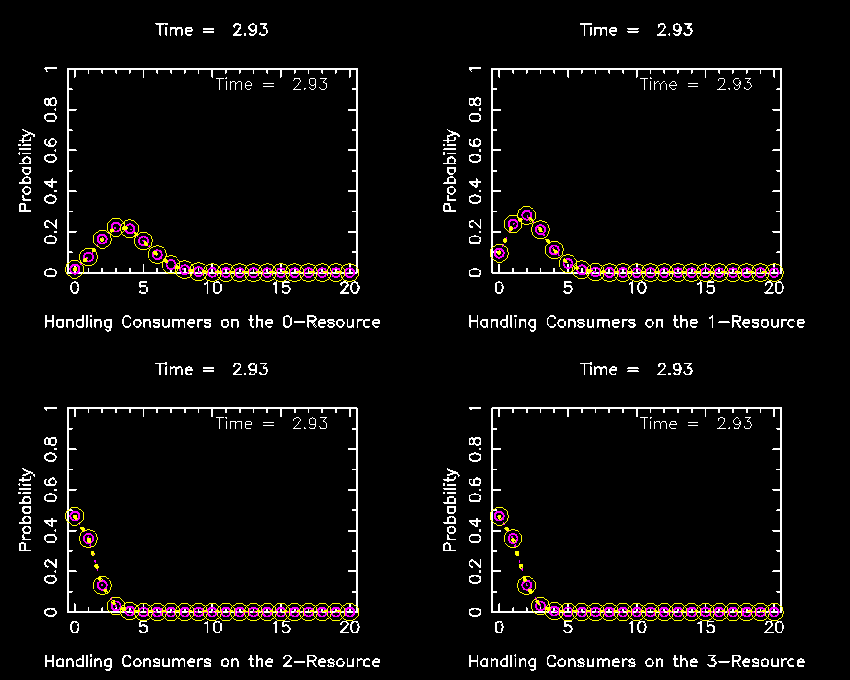 Time = 2.93
Time = 2.93
1
0.8
0.6
0.4
0.2
0
Probability
Time = 2.93
0 5 10 15 20
Handling Consumers on the 0-Resource
1
0.8
0.6
0.4
0.2
0
Probability
Time = 2.93
0 5 10 15 20
Handling Consumers on the 1-Resource
Time = 2.93
Time = 2.93
1
0.8
0.6
0.4
0.2
0
Probability
Time = 2.93
0 5 10 15 20
Handling Consumers on the 2-Resource
1
0.8
0.6
0.4
0.2
0
Probability
Time = 2.93
0 5 10 15 20
Handling Consumers on the 3-Resource